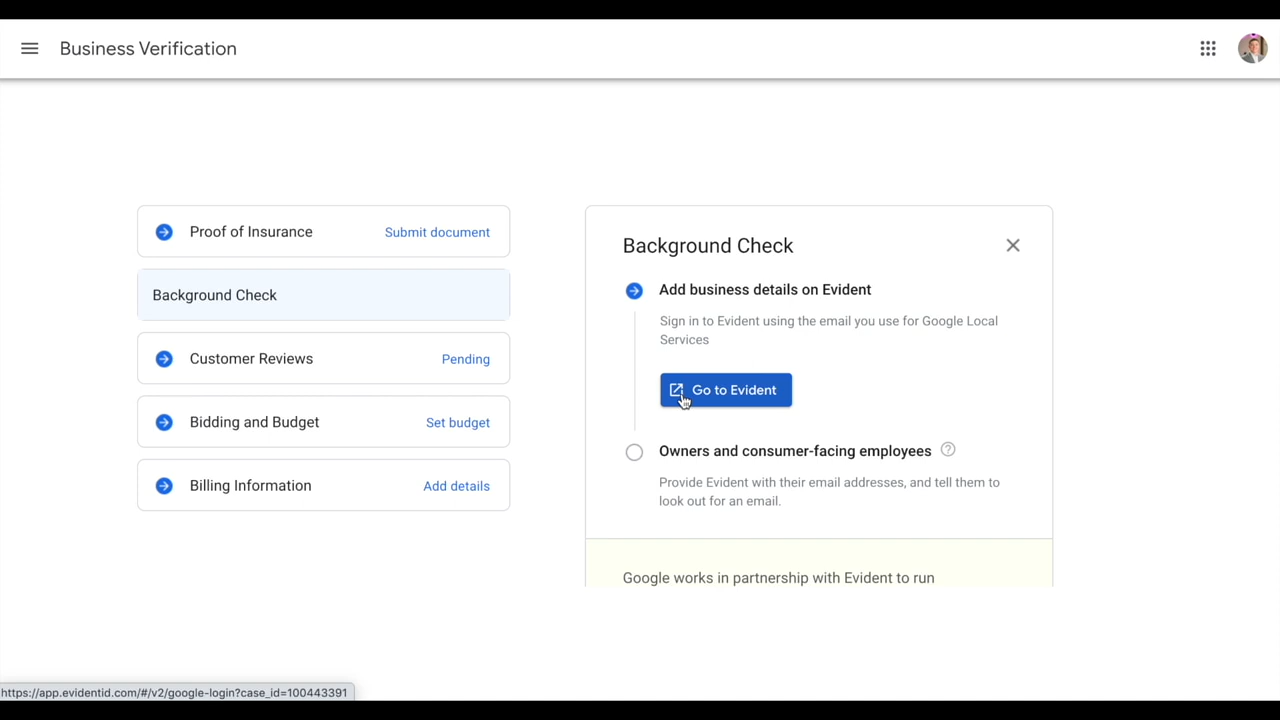 Business Verification
Proof of Insurance
Submit document
Background Check
Customer Reviews
Pending
Bidding and Budget
Set budget
Billing Information
Add details
Background Check
Add business details on Evident
Sign in to Evident using the email you use for Google Local
Services
Go to Evident
Owners and consumer-facing employees
Provide Evident with their email addresses, and tell them to
look out for an email.
Google works in partnership with Evident to run
https://app.evidentid.com/#/v2/google-login?case_id=100443391